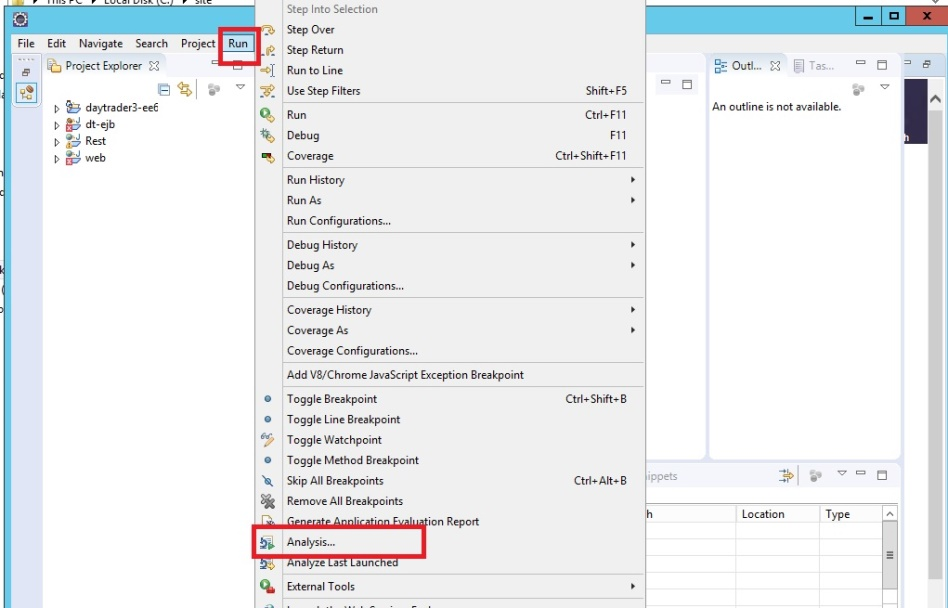 This PC
Local Disk (C:)
site
Step Into Selection
Step Over
File Edit Navigate Search Project Run
Step Return
Project Explorer
Run to Line
Outl... Tas...
Use Step Filters Shift+F5
An outline is not available.
daytrader3-ee6
Run Ctrl+F11
dt-ejb
Debug F11
Rest
web
Coverage Ctrl+Shift+F11
Run History
Run As
Run Configurations...
Debug History
Debug As
Debug Configurations...
Coverage History
Coverage As
Coverage Configurations...
Add V8/Chrome JavaScript Exception Breakpoint
Toggle Breakpoint Ctrl+Shift+B
Toggle Line Breakpoint
Toggle Watchpoint
Toggle Method Breakpoint
Skip All Breakpoints Ctrl+Alt+B
ippets
Remove All Breakpoints
h Location Type
Generate Application Evaluation Report
Analysis...
Analyze Last Launched
External Tools